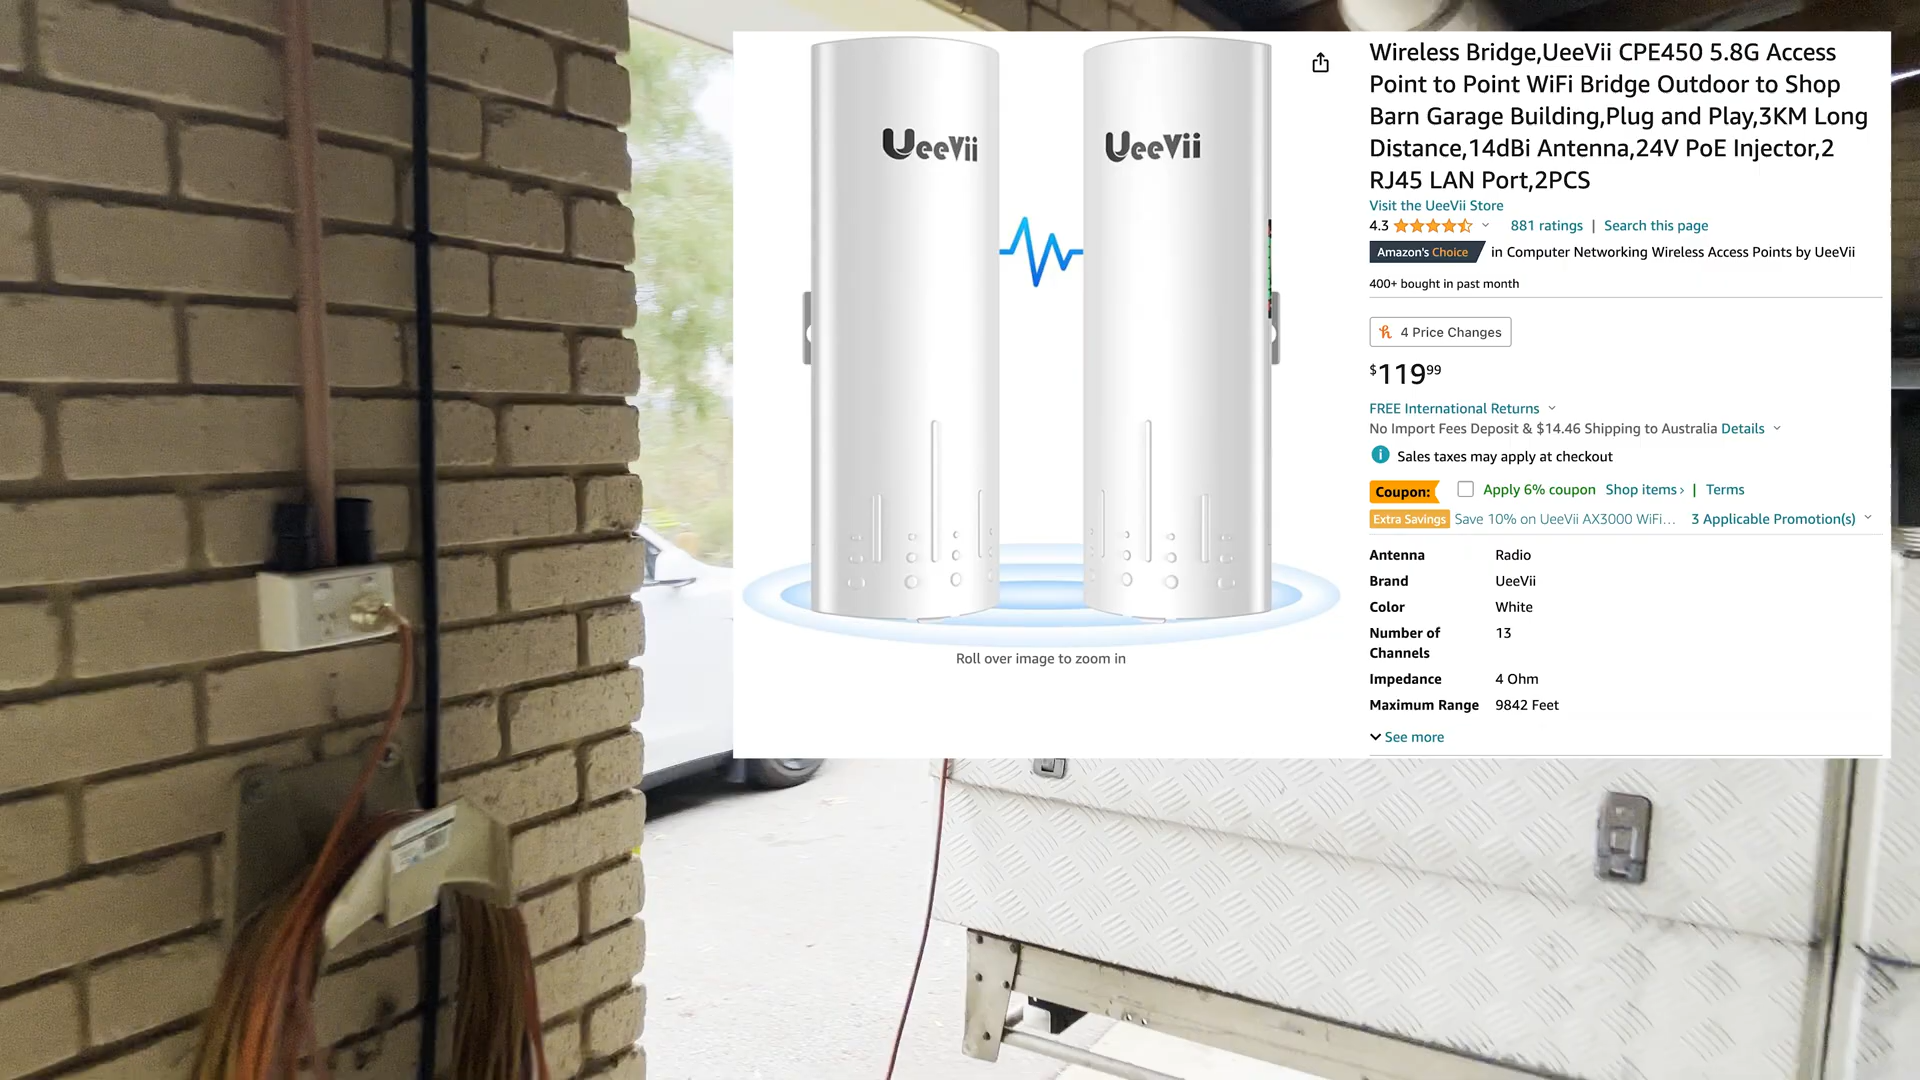 UeeVii
UeeVii
Roll over image to zoom in
Wireless Bridge,UeeVii CPE450 5.8G Access
Point to Point WiFi Bridge Outdoor to Shop
Barn Garage Building,Plug and Play,3KM Long
Distance,14dBi Antenna,24V PoE Injector,2
RJ45 LAN Port,2PCS
Visit the UeeVii Store
4.3 881 ratings | Search this page
Amazon's Choice in Computer Networking Wireless Access Points by UeeVii
400+ bought in past month
h 4 Price Changes
$119.99
FREE International Returns
No Import Fees Deposit & $14.46 Shipping to Australia Details
i Sales taxes may apply at checkout
Coupon: Apply 6% coupon Shop items › | Terms
Extra Savings Save 10% on UeeVii AX3000 WiFi… 3 Applicable Promotion(s)
Antenna Radio
Brand UeeVii
Color White
Number of 13
Channels
Impedance 4 Ohm
Maximum Range 9842 Feet
See more